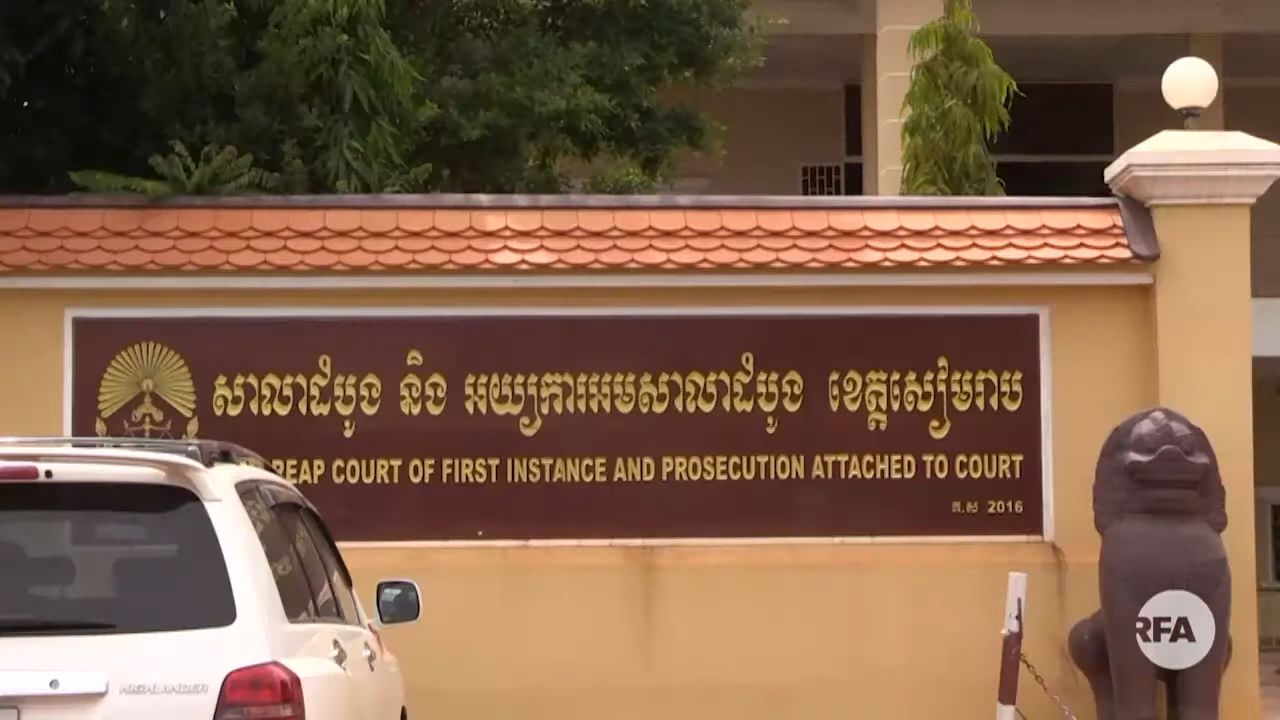 សាលាដំបូង និង អយ្យការអមសាលាដំបូង ខេត្តសៀមរាប
REAP COURT OF FIRST INSTANCE AND PROSECUTION ATTACHED TO COURT
គ.ស 2016
HIGHLANDER
RFA